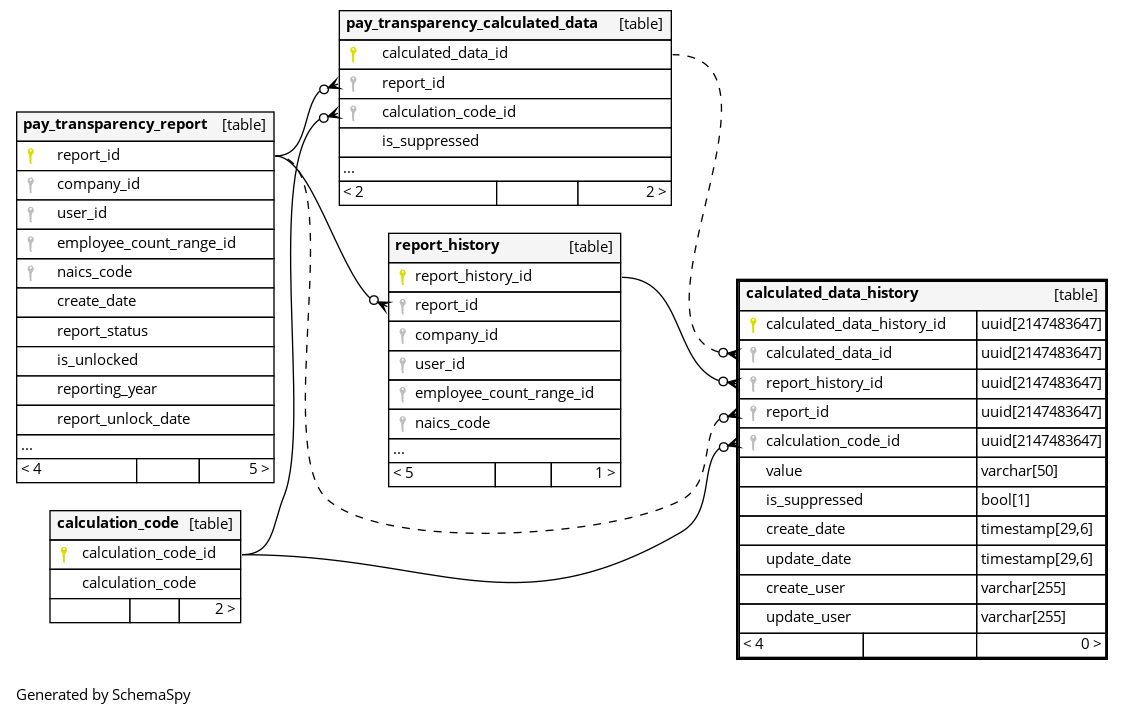 pay_transparency_calculated_data [table]
calculated_data_id
report_id
calculation_code_id
is_suppressed
...
< 2 2 >
pay_transparency_report [table]
report_id
company_id
user_id
employee_count_range_id
naics_code
create_date
report_status
is_unlocked
reporting_year
report_unlock_date
...
< 4 5 >
report_history [table]
report_history_id
report_id
company_id
user_id
employee_count_range_id
naics_code
...
< 5 1 >
calculated_data_history [table]
calculated_data_history_id uuid[2147483647]
calculated_data_id uuid[2147483647]
report_history_id uuid[2147483647]
report_id uuid[2147483647]
calculation_code_id uuid[2147483647]
value varchar[50]
is_suppressed bool[1]
create_date timestamp[29,6]
update_date timestamp[29,6]
create_user varchar[255]
update_user varchar[255]
< 4 0 >
calculation_code [table]
calculation_code_id
calculation_code
2 >
Generated by SchemaSpy